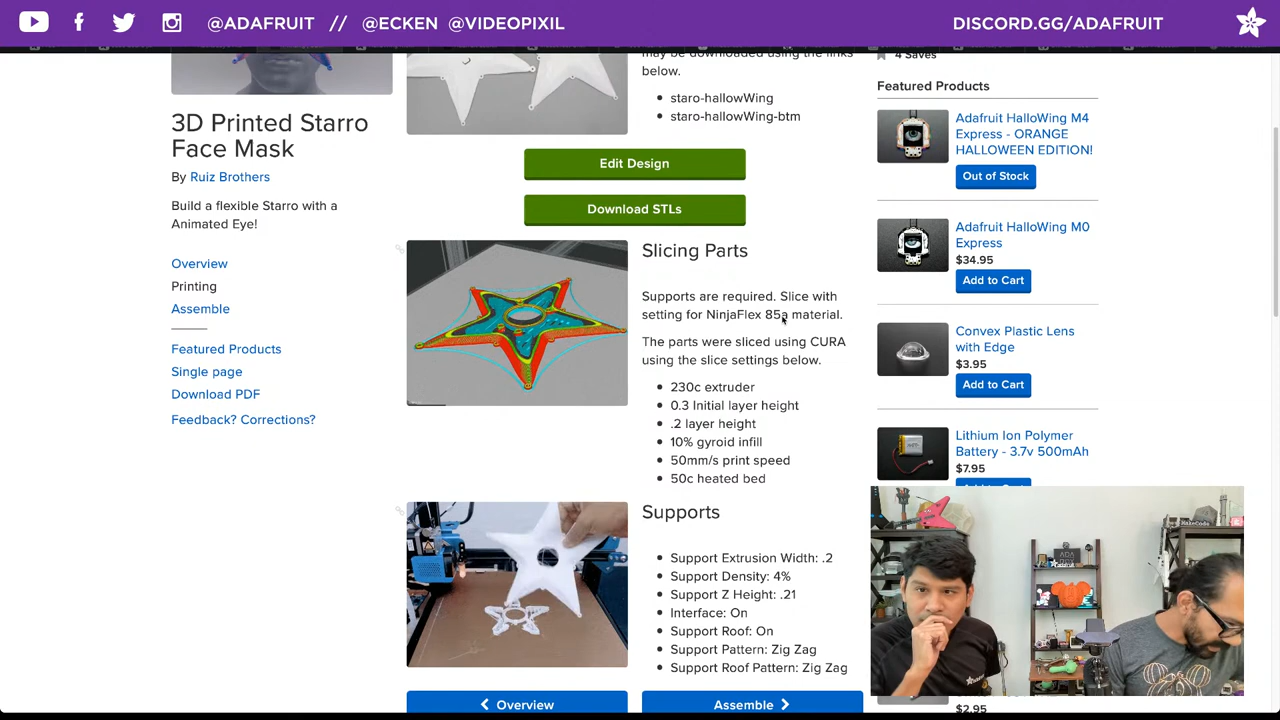 @ADAFRUIT // @ECKEN @VIDEOPIXIL
DISCORD.GG/ADAFRUIT
3D Printed Starro
Face Mask
By Ruiz Brothers
Build a flexible Starro with a
Animated Eye!
Overview
Printing
Assemble
Featured Products
Single page
Download PDF
Feedback? Corrections?
may be downloaded using the links
below.
staro-hallowWing
staro-hallowWing-btm
Edit Design
Download STLs
Slicing Parts
Supports are required. Slice with
setting for NinjaFlex 85a material.
The parts were sliced using CURA
using the slice settings below.
230c extruder
0.3 Initial layer height
.2 layer height
10% gyroid infill
50mm/s print speed
50c heated bed
Supports
Support Extrusion Width: .2
Support Density: 4%
Support Z Height: .21
Interface: On
Support Roof: On
Support Pattern: Zig Zag
Support Roof Pattern: Zig Zag
Overview
Assemble
4 Saves
Featured Products
Adafruit HalloWing M4
Express - ORANGE
HALLOWEEN EDITION!
Out of Stock
Adafruit HalloWing M0
Express
$34.95
Add to Cart
Convex Plastic Lens
with Edge
$3.95
Add to Cart
Lithium Ion Polymer
Battery - 3.7v 500mAh
$7.95
$2.95